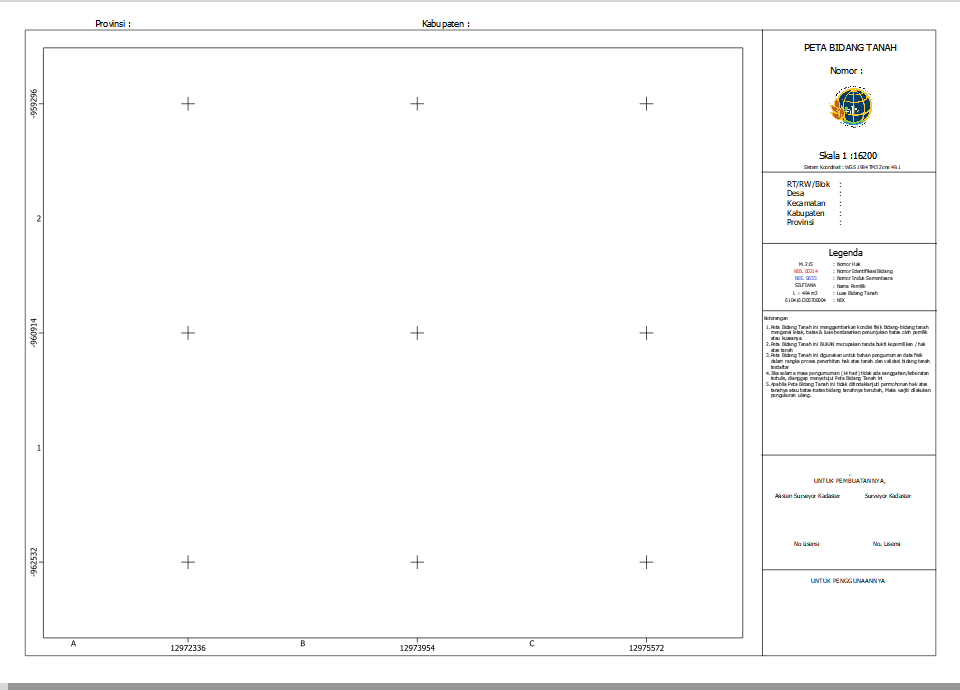 Provinsi :
Kabupaten :
PETA BIDANG TANAH
Nomor :
Skala 1 :16200
Sistem Koordinat : WGS 1984 TM3 Zone 49.1
RT/RW/Blok :
Desa :
Kecamatan :
Kabupaten :
Provinsi :
Legenda
M 215 : Nomor Hak
NIB. 00314 : Nomor Identifikasi Bidang
NIS. 0035 : Nomor Induk Sementaara
: Nama Pemilik
L = 494 m2 : Luas Bidang Tanah
: NIK
Keterangan
1. Peta Bidang Tanah ini menggambarkan kondisi fisik bidang-bidang tanah
mengenai letak, batas & luas berdasarkan penunjukan batas oleh pemilik
atau kuasanya.
2. Peta Bidang Tanah ini BUKAN merupakan tanda bukti kepemilikan / hak
atas tanah
3. Peta Bidang Tanah ini digunakan untuk bahan pengumuman data fisik
dalam rangka proses penerbitan hak atas tanah dan validasi bidang tanah
terdaftar
4. Jika selama masa pengumuman (14 hari) tidak ada sanggahan/keberatan
tertulis, dianggap menyetujui Peta Bidang Tanah ini
5. Apabila Peta Bidang Tanah ini tidak ditindaklanjuti permohonan hak atas
tanahya atau batas-batas bidang tanahnya berubah, Maka wajib dilakukan
pengukuran ulang.
,
UNTUK PEMBUATANNYA,
Asisten Surveyor Kadaster
Surveyor Kadaster
No Lisensi
No. Lisensi
UNTUK PENGGUNAANNYA
-959296
2
-960914
1
-962532
A
12972336
B
12973954
C
12975572